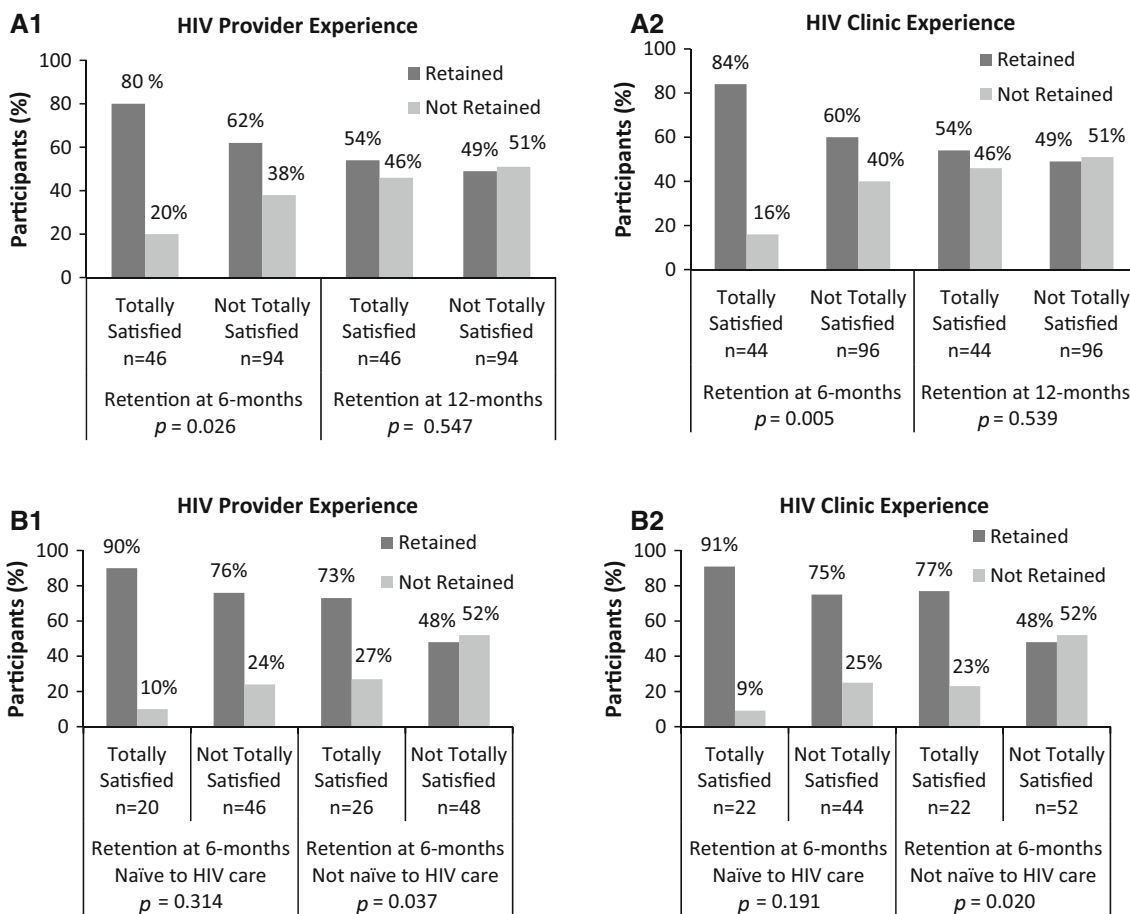 A1
HIV Provider Experience
Retained
Not Retained
Participants (%)
100
80
60
40
20
0
80 %
20%
62%
38%
54%
46%
49%
51%
Totally Satisfied n=46
Not Totally Satisfied n=94
Totally Satisfied n=46
Not Totally Satisfied n=94
Retention at 6-months
p = 0.026
Retention at 12-months
p = 0.547
A2
HIV Clinic Experience
Retained
Not Retained
Participants (%)
100
80
60
40
20
0
84%
16%
60%
40%
54%
46%
49%
51%
Totally Satisfied n=44
Not Totally Satisfied n=96
Totally Satisfied n=44
Not Totally Satisfied n=96
Retention at 6-months
p = 0.005
Retention at 12-months
p = 0.539
B1
HIV Provider Experience
Retained
Not Retained
Participants (%)
100
80
60
40
20
0
90%
10%
76%
24%
73%
27%
48%
52%
Totally Satisfied n=20
Not Totally Satisfied n=46
Totally Satisfied n=26
Not Totally Satisfied n=48
Retention at 6-months
Naïve to HIV care
p = 0.314
Retention at 6-months
Not naïve to HIV care
p = 0.037
B2
HIV Clinic Experience
Retained
Not Retained
Participants (%)
100
80
60
40
20
0
91%
9%
75%
25%
77%
23%
48%
52%
Totally Satisfied n=22
Not Totally Satisfied n=44
Totally Satisfied n=22
Not Totally Satisfied n=52
Retention at 6-months
Naïve to HIV care
p = 0.191
Retention at 6-months
Not naïve to HIV care
p = 0.020